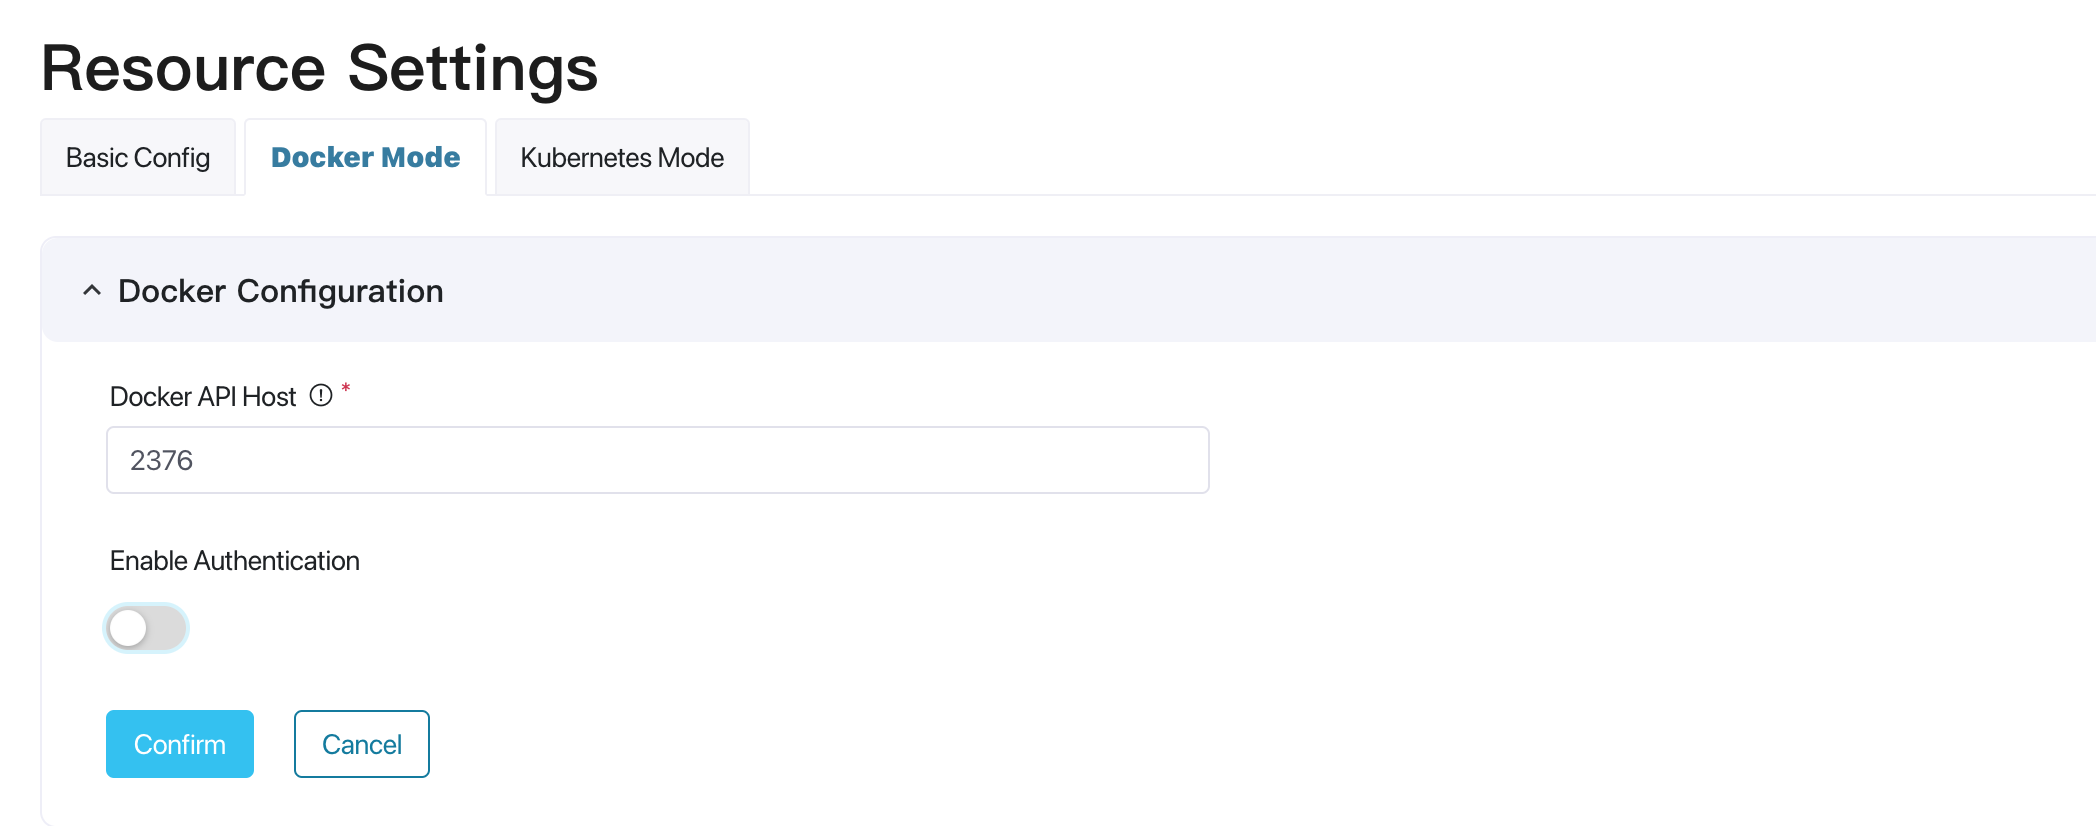 Resource Settings
Basic Config Docker Mode Kubernetes Mode
Docker Configuration
Docker API Host *
2376
Enable Authentication
Confirm Cancel